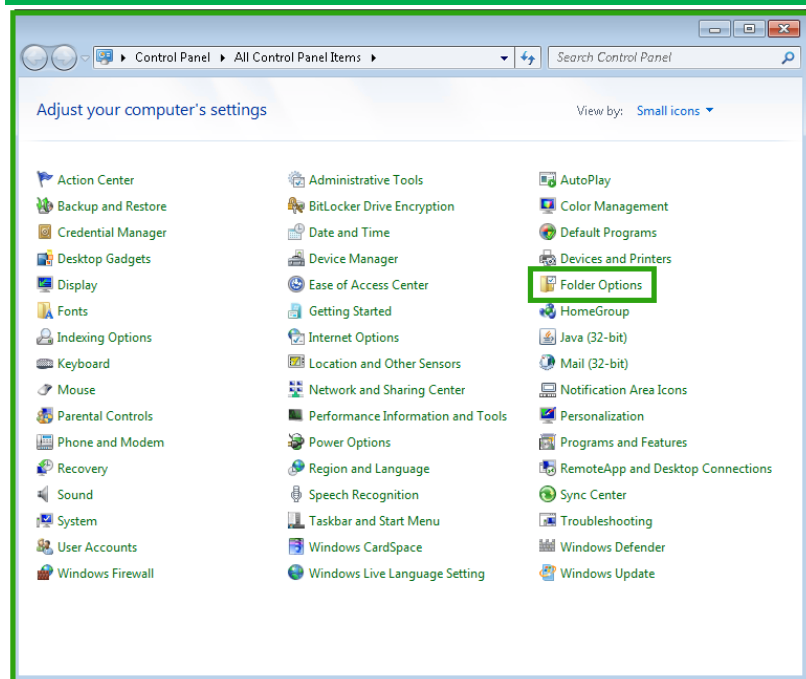 Control Panel All Control Panel Items Search Control Panel
Adjust your computer's settings View by: Small icons
Action Center Administrative Tools AutoPlay
Backup and Restore BitLocker Drive Encryption Color Management
Credential Manager Date and Time Default Programs
Desktop Gadgets Device Manager Devices and Printers
Display Ease of Access Center Folder Options
Fonts Getting Started HomeGroup
Indexing Options Internet Options Java (32-bit)
Keyboard Location and Other Sensors Mail (32-bit)
Mouse Network and Sharing Center Notification Area Icons
Parental Controls Performance Information and Tools Personalization
Phone and Modem Power Options Programs and Features
Recovery Region and Language RemoteApp and Desktop Connections
Sound Speech Recognition Sync Center
System Taskbar and Start Menu Troubleshooting
User Accounts Windows CardSpace Windows Defender
Windows Firewall Windows Live Language Setting Windows Update